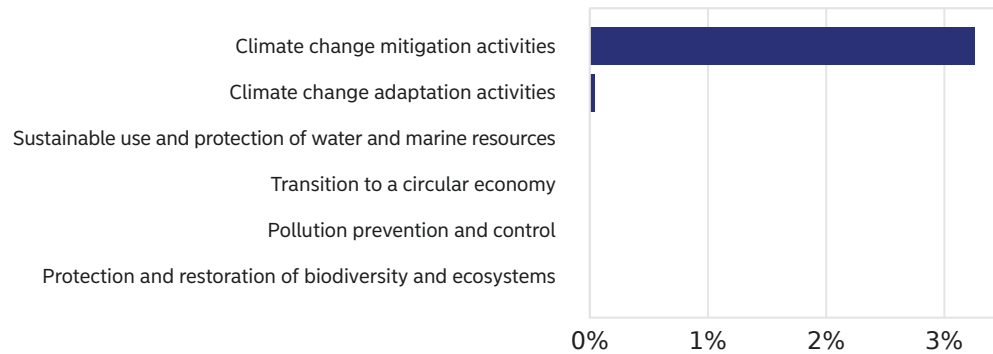 Climate change mitigation activities
Climate change adaptation activities
Sustainable use and protection of water and marine resources
Transition to a circular economy
Pollution prevention and control
Protection and restoration of biodiversity and ecosystems
0% 1% 2% 3%